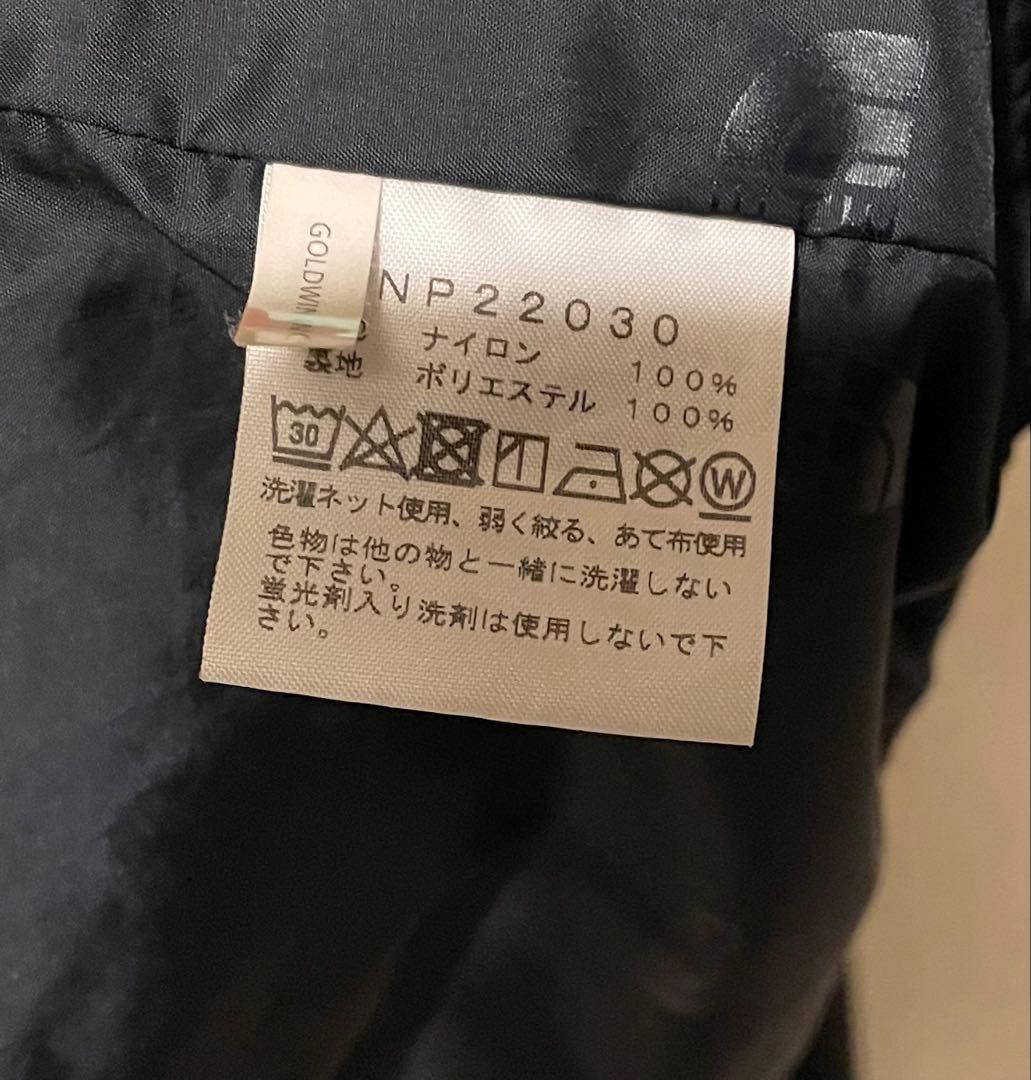 GOLDWIN INC
NP22030
ナイロン 100%
裏地 ポリエステル 100%
30
W
洗濯ネット使用、弱く絞る、あて布使用
色物は他の物と一緒に洗濯しない
で下さい。
蛍光剤入り洗剤は使用しないで下
さい。